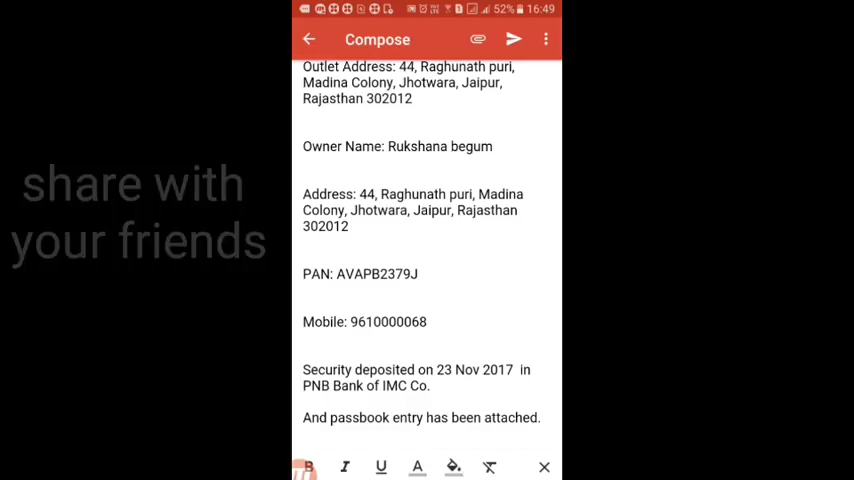 52% 16:49
Compose
Outlet Address: 44, Raghunath puri,
Madina Colony, Jhotwara, Jaipur,
Rajasthan 302012
Owner Name: Rukshana begum
Address: 44, Raghunath puri, Madina
Colony, Jhotwara, Jaipur, Rajasthan
302012
PAN: AVAPB2379J
Mobile: 9610000068
Security deposited on 23 Nov 2017  in
PNB Bank of IMC Co.
And passbook entry has been attached.
B I U A
share with
your friends